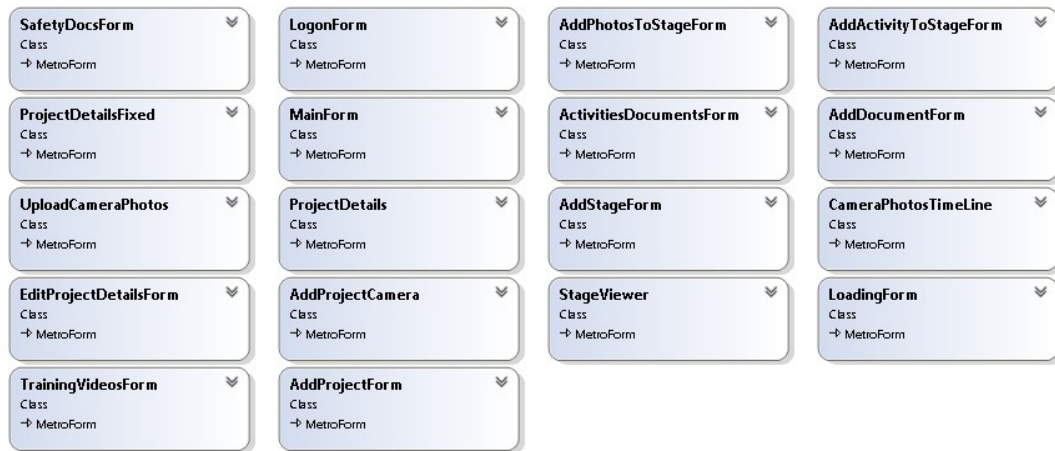 SafetyDocsForm
Class
MetroForm
LogonForm
Class
MetroForm
AddPhotosToStageForm
Class
MetroForm
AddActivityToStageForm
Class
MetroForm
ProjectDetailsFixed
Class
MetroForm
MainForm
Class
MetroForm
ActivitiesDocumentsForm
Class
MetroForm
AddDocumentForm
Class
MetroForm
UploadCameraPhotos
Class
MetroForm
ProjectDetails
Class
MetroForm
AddStageForm
Class
MetroForm
CameraPhotosTimeLine
Class
MetroForm
EditProjectDetailsForm
Class
MetroForm
AddProjectCamera
Class
MetroForm
StageViewer
Class
MetroForm
LoadingForm
Class
MetroForm
TrainingVideosForm
Class
MetroForm
AddProjectForm
Class
MetroForm